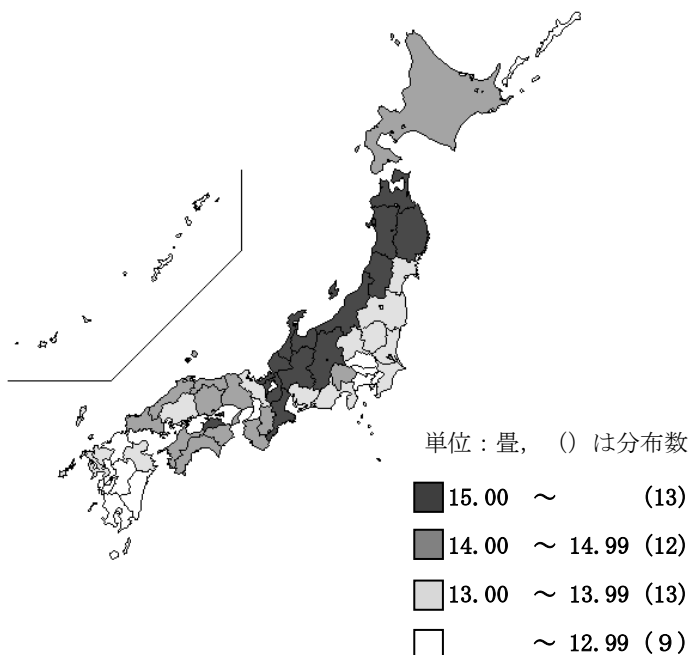 単位：畳，（）は分布数
15.00 ～ (13)
14.00 ～ 14.99 (12)
13.00 ～ 13.99 (13)
～ 12.99 (9)